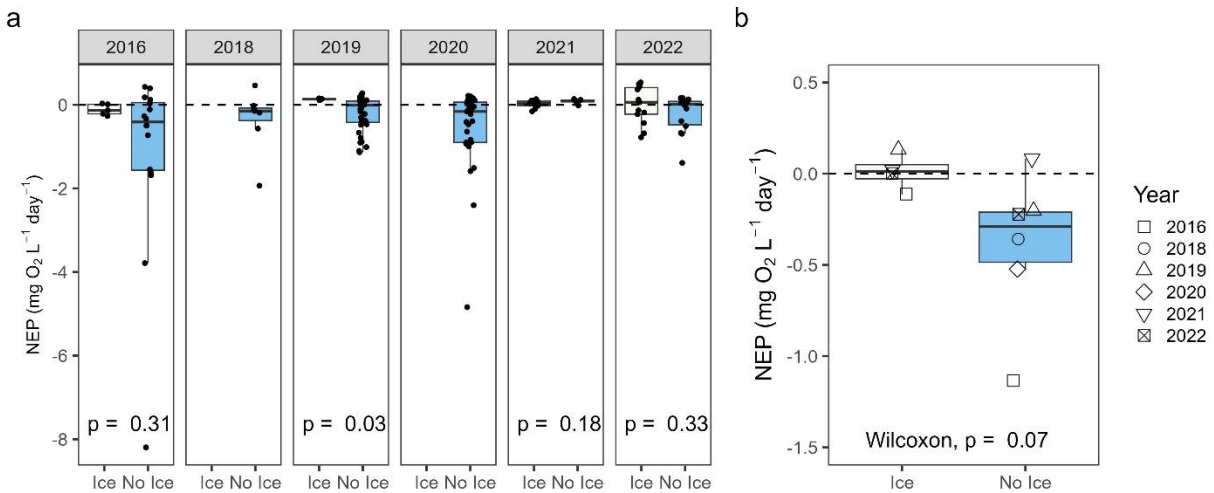 a
2016 2018 2019 2020 2021 2022
NEP (mg O₂ L⁻¹ day⁻¹)
0
-2
-4
-6
-8
p = 0.31
p = 0.03
p = 0.18
p = 0.33
Ice No Ice Ice No Ice Ice No Ice Ice No Ice Ice No Ice Ice No Ice
b
NEP (mg O₂ L⁻¹ day⁻¹)
0.5
0.0
-0.5
-1.0
-1.5
Wilcoxon, p = 0.07
Ice No Ice
Year
2016
2018
2019
2020
2021
2022